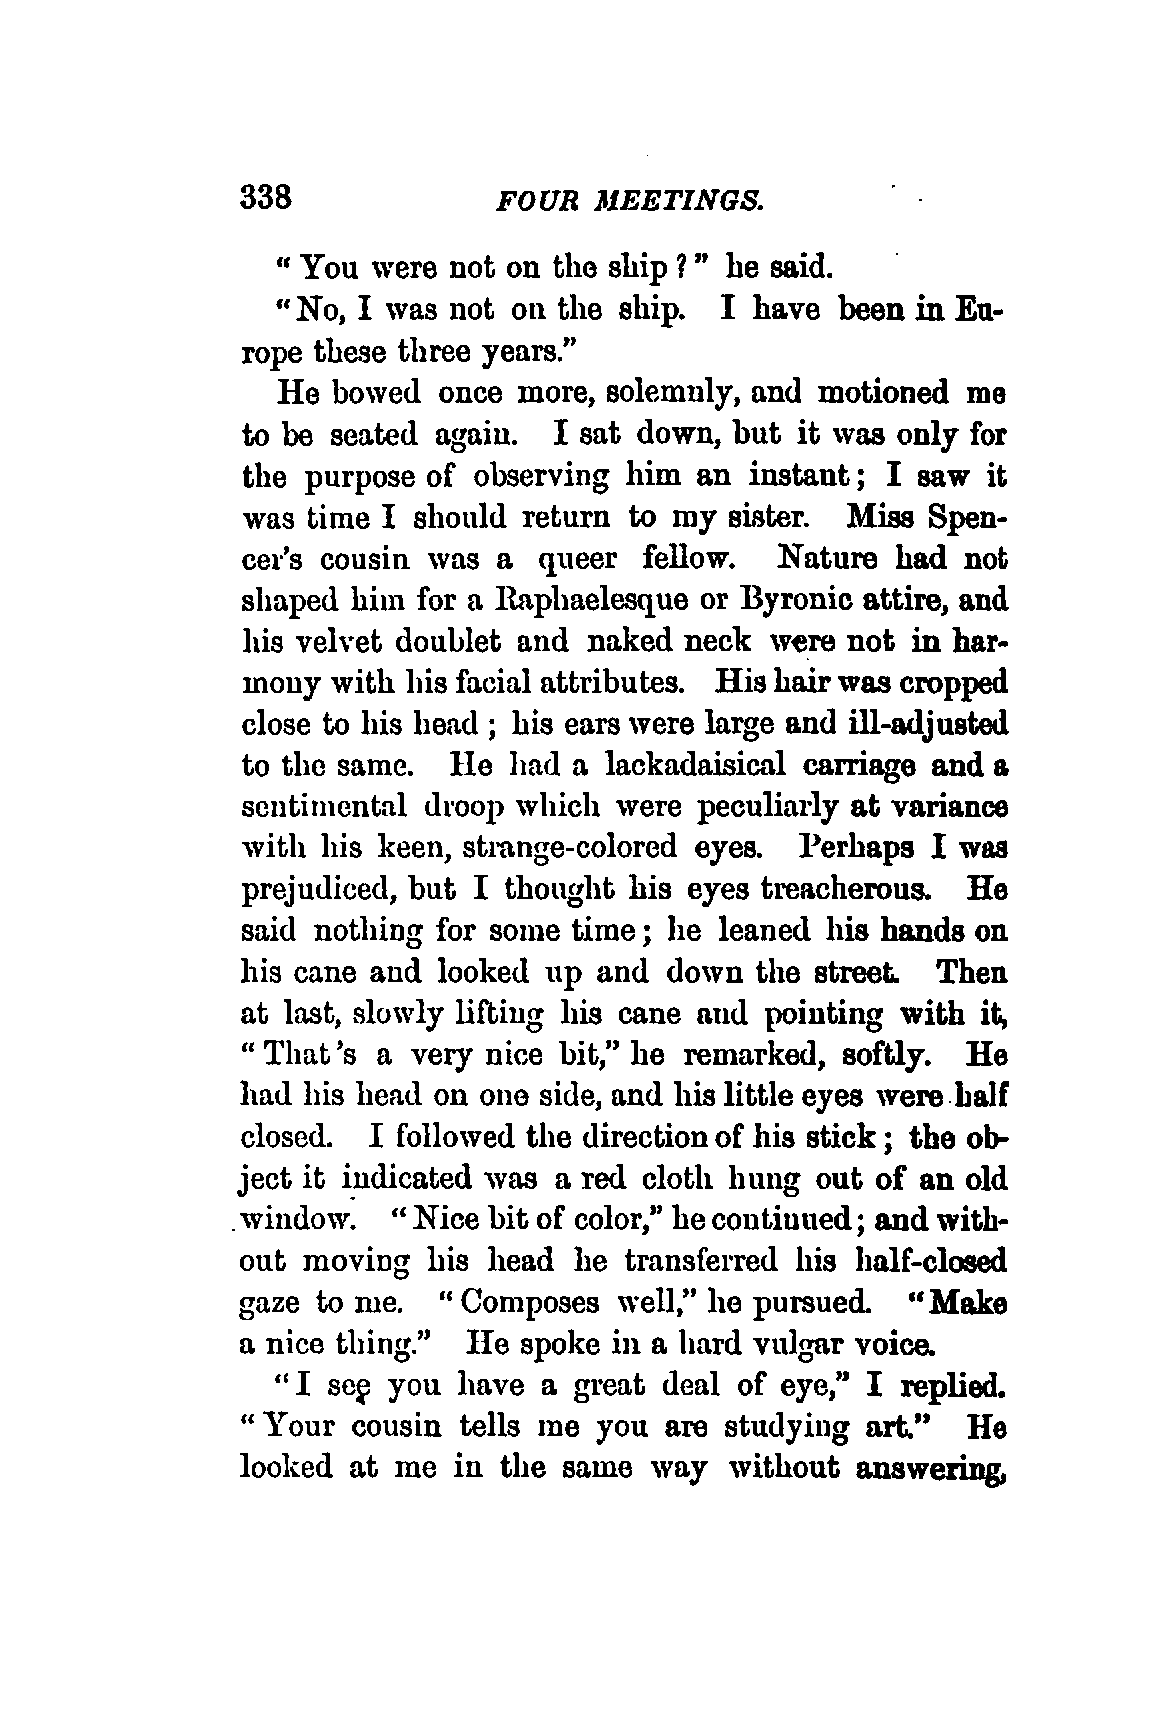 338 FOUR MEETINGS.
“ You were not on the ship ? ” he said.
“ No, I was not on the ship. I have been in Eu-
rope these three years.”
He bowed once more, solemnly, and motioned me
to be seated again. I sat down, but it was only for
the purpose of observing him an instant ; I saw it
was time I should return to my sister. Miss Spen-
cer’s cousin was a queer fellow. Nature had not
shaped him for a Raphaelesque or Byronic attire, and
his velvet doublet and naked neck were not in har-
mony with his facial attributes. His hair was cropped
close to his head ; his ears were large and ill-adjusted
to the same. He had a lackadaisical carriage and a
sentimental droop which were peculiarly at variance
with his keen, strange-colored eyes. Perhaps I was
prejudiced, but I thought his eyes treacherous. He
said nothing for some time ; he leaned his hands on
his cane and looked up and down the street. Then
at last, slowly lifting his cane and pointing with it,
“ That ’s a very nice bit,” he remarked, softly. He
had his head on one side, and his little eyes were half
closed. I followed the direction of his stick ; the ob-
ject it indicated was a red cloth hung out of an old
window. “ Nice bit of color,” he continued ; and with-
out moving his head he transferred his half-closed
gaze to me. “ Composes well,” he pursued. “ Make
a nice thing.” He spoke in a hard vulgar voice.
“ I see you have a great deal of eye,” I replied.
“ Your cousin tells me you are studying art.” He
looked at me in the same way without answering,